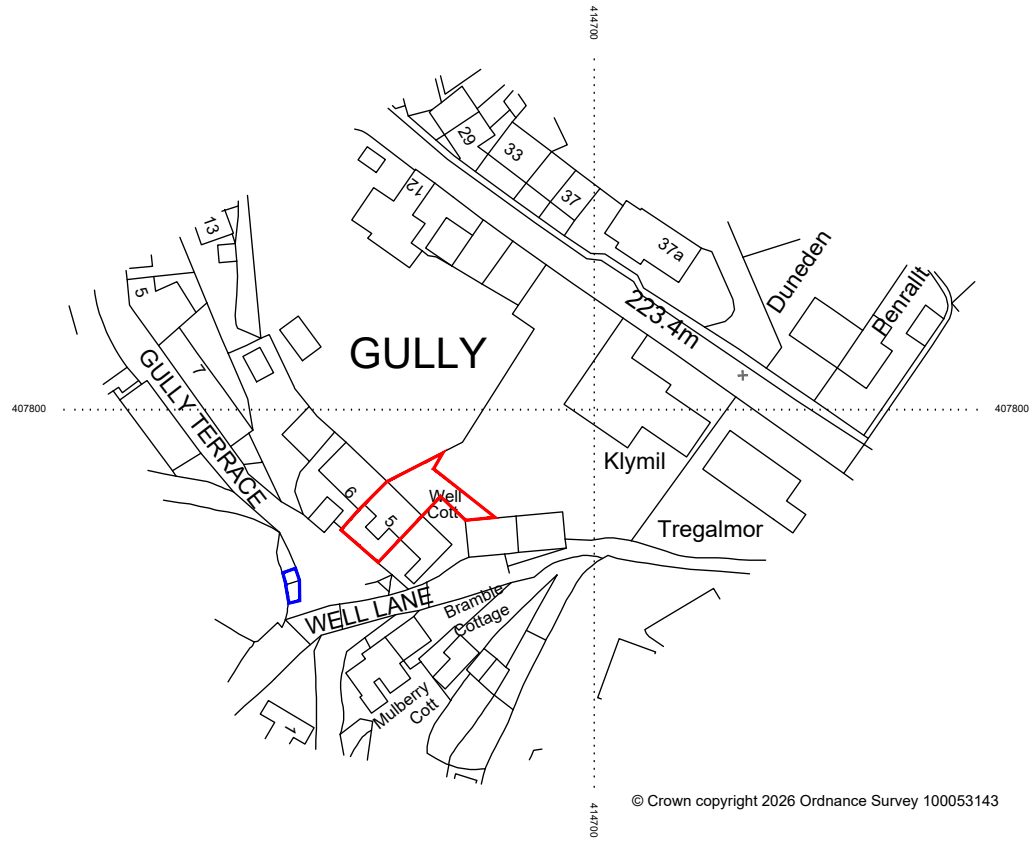 414700
29
33
12
37
13
37a
Duneden
5
223.4m
Penrallt
GULLY
7
GULLY TERRACE
407800
407800
Klymil
6
Well
Cott
5
Tregalmor
WELL LANE
Bramble
Cottage
Mulberry
Cott
1
414700
© Crown copyright 2026 Ordnance Survey 100053143